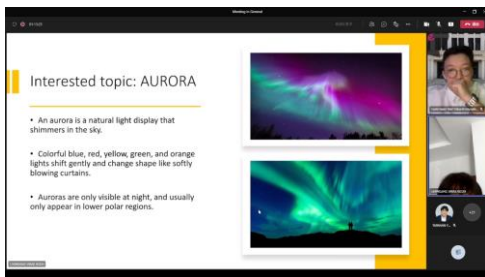 Meeting in General
Interested topic: AURORA
• An aurora is a natural light display that
shimmers in the sky.
• Colorful blue, red, yellow, green, and orange
lights shift gently and change shape like softly
blowing curtains.
• Auroras are only visible at night, and usually
only appear in lower polar regions.